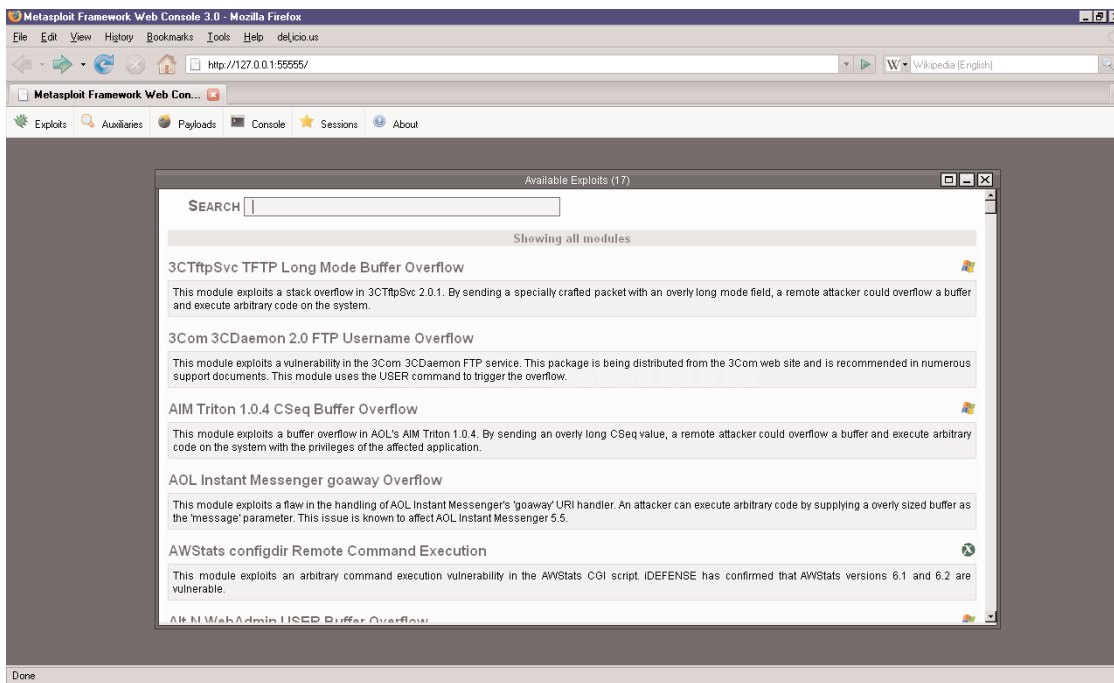 Metasploit Framework Web Console 3.0 - Mozilla Firefox
File Edit View History Bookmarks Tools Help del.icio.us
http://127.0.0.1:55555/
W Wikipedia (English)
Metasploit Framework Web Con...
Exploits Auxiliaries Payloads Console Sessions About
Available Exploits (17)
SEARCH
Showing all modules
3CTftpSvc TFTP Long Mode Buffer Overflow
This module exploits a stack overflow in 3CTftpSvc 2.0.1. By sending a specially crafted packet with an overly long mode field, a remote attacker could overflow a buffer
and execute arbitrary code on the system.
3Com 3CDaemon 2.0 FTP Username Overflow
This module exploits a vulnerability in the 3Com 3CDaemon FTP service. This package is being distributed from the 3Com web site and is recommended in numerous
support documents. This module uses the USER command to trigger the overflow.
AIM Triton 1.0.4 CSeq Buffer Overflow
This module exploits a buffer overflow in AOL's AIM Triton 1.0.4. By sending an overly long CSeq value, a remote attacker could overflow a buffer and execute arbitrary
code on the system with the privileges of the affected application.
AOL Instant Messenger goaway Overflow
This module exploits a flaw in the handling of AOL Instant Messenger's 'goaway' URI handler. An attacker can execute arbitrary code by supplying a overly sized buffer as
the 'message' parameter. This issue is known to affect AOL Instant Messenger 5.5.
AWStats configdir Remote Command Execution
This module exploits an arbitrary command execution vulnerability in the AWStats CGI script. iDEFENSE has confirmed that AWStats versions 6.1 and 6.2 are
vulnerable.
Alt-N WebAdmin USER Buffer Overflow
Done